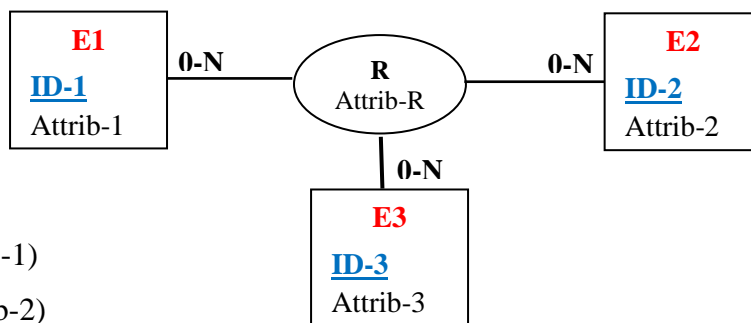 E1
ID-1
Attrib-1
0-N
R
Attrib-R
0-N
E2
ID-2
Attrib-2
0-N
E3
ID-3
Attrib-3
-1)
-2)